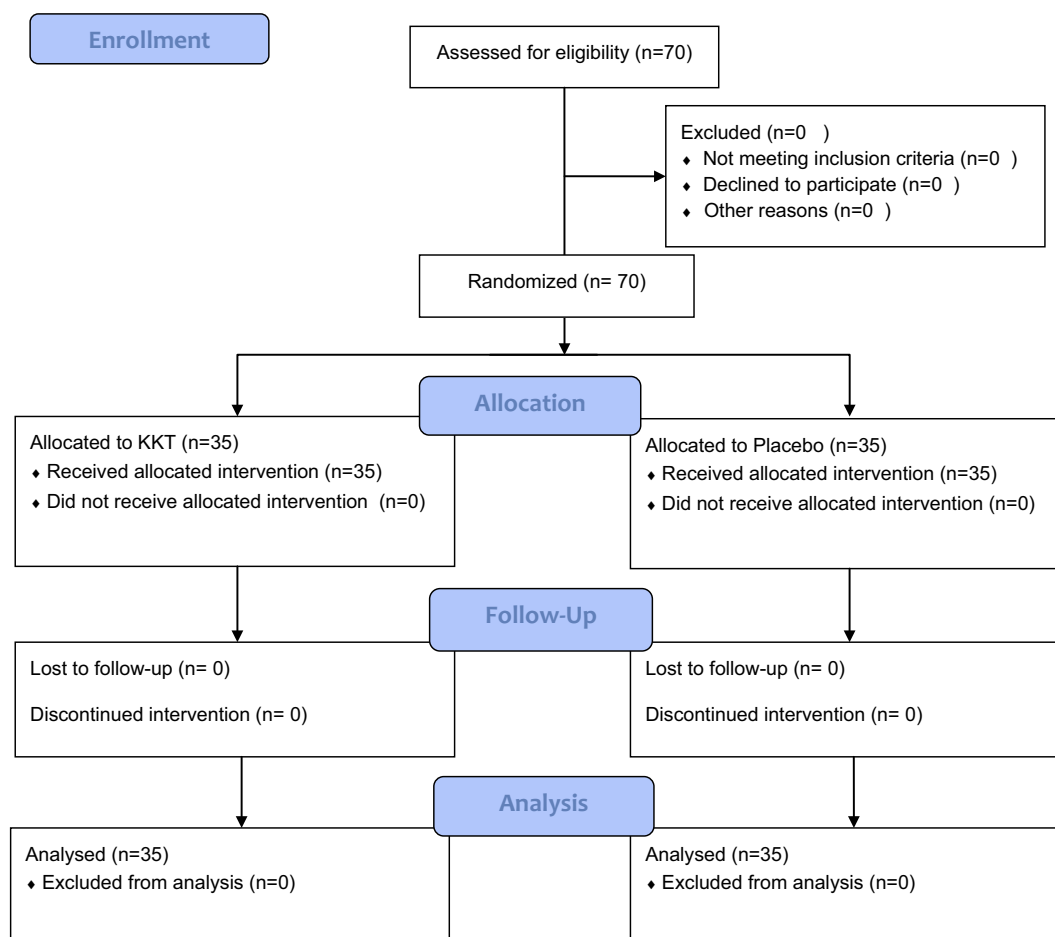 Enrollment
Assessed for eligibility (n=70)
Excluded (n=0   )
♦ Not meeting inclusion criteria (n=0   )
♦ Declined to participate (n=0   )
♦ Other reasons (n=0   )
Randomized (n= 70)
Allocation
Allocated to KKT (n=35)
♦ Received allocated intervention (n=35)
♦ Did not receive allocated intervention  (n=0)
Allocated to Placebo (n=35)
♦ Received allocated intervention (n=35)
♦ Did not receive allocated intervention (n=0)
Follow-Up
Lost to follow-up (n= 0)
Discontinued intervention (n= 0)
Lost to follow-up (n= 0)
Discontinued intervention (n= 0)
Analysis
Analysed (n=35)
♦ Excluded from analysis (n=0)
Analysed (n=35)
♦ Excluded from analysis (n=0)